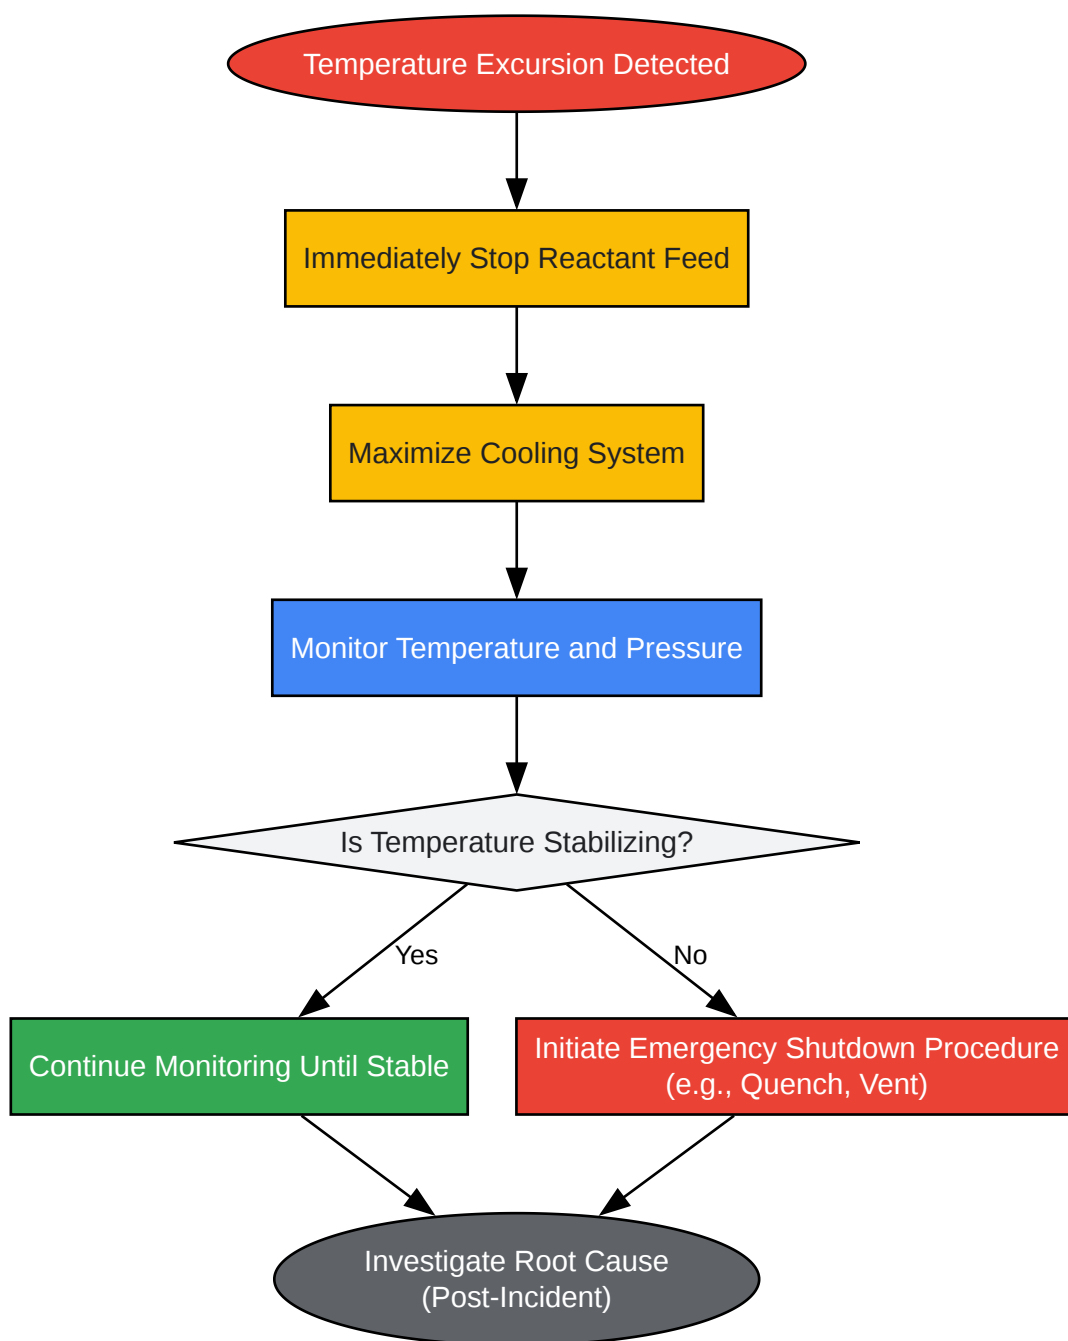 Temperature Excursion Detected
Immediately Stop Reactant Feed
Maximize Cooling System
Monitor Temperature and Pressure
Is Temperature Stabilizing?
Yes
No
Continue Monitoring Until Stable
Initiate Emergency Shutdown Procedure
(e.g., Quench, Vent)
Investigate Root Cause
(Post-Incident)